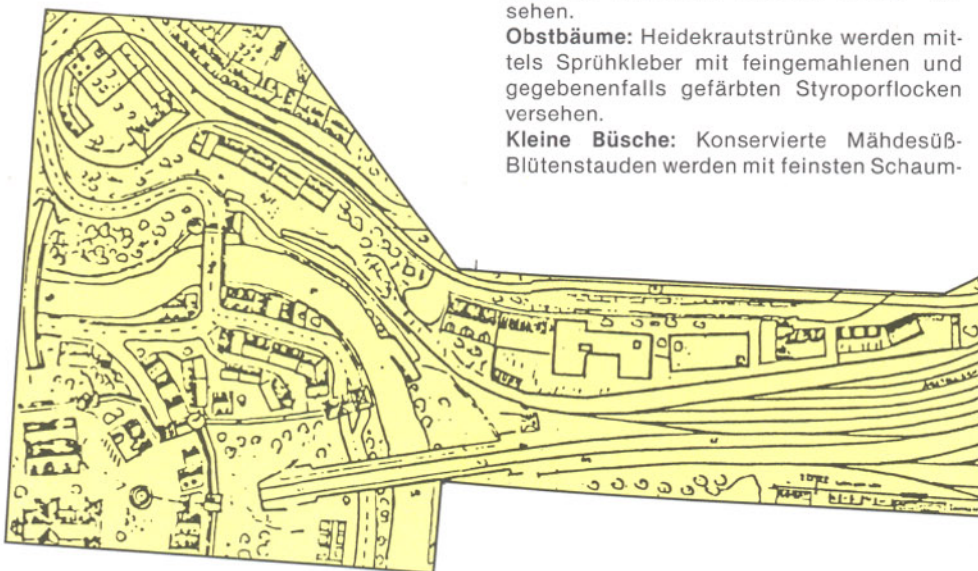 sehen.
Obstbäume: Heidekrautstrünke werden mit-
tels Sprühkleber mit feingemahlenen und
gegebenenfalls gefärbten Styroporflocken
versehen.
Kleine Büsche: Konservierte Mähdesüß-
Blütenstauden werden mit feinsten Schaum-